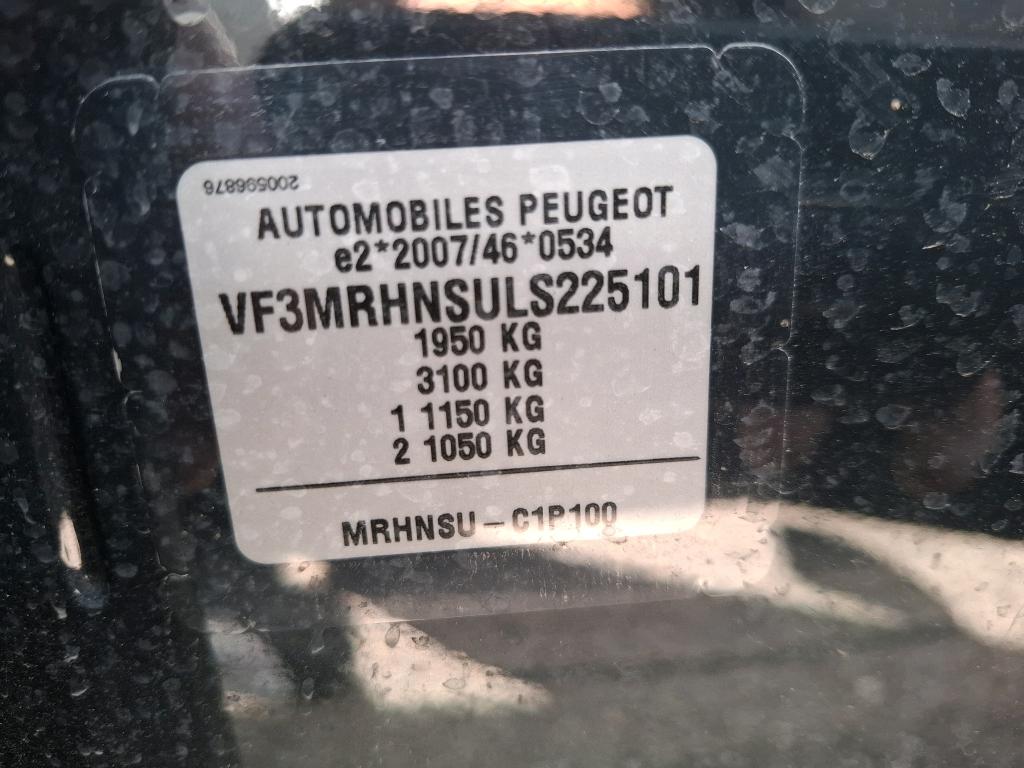 200596876
AUTOMOBILES PEUGEOT
e2*2007/46*0534
VF3MRHNSULS225101
1950 KG
3100 KG
1 1150 KG
2 1050 KG
MRHNSU-C1P100